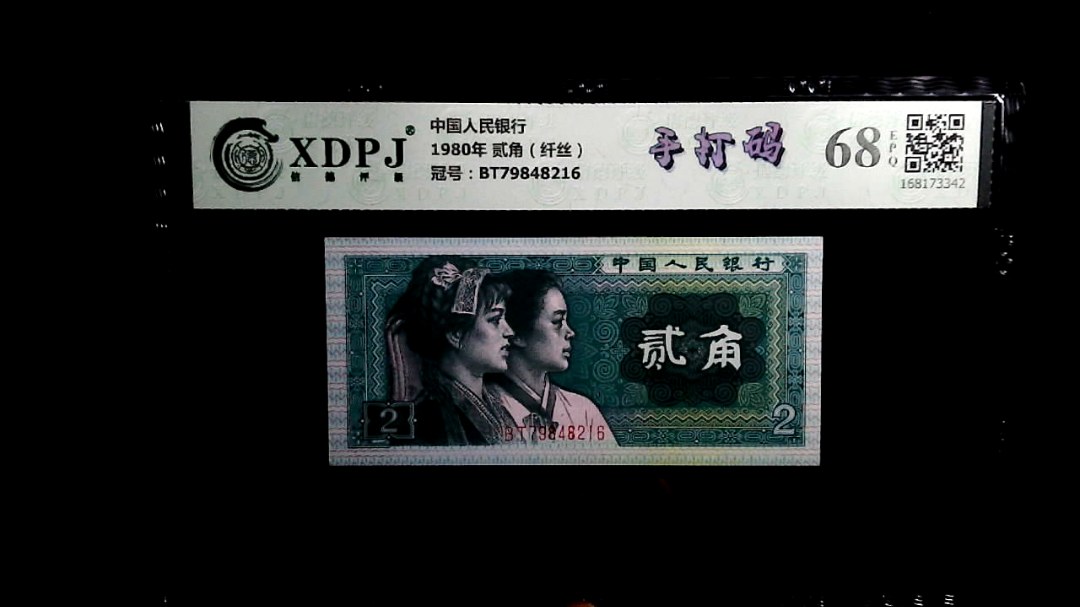 XDPJ
信德评级
中国人民银行
1980年 贰角（纤丝）
冠号：BT79848216
手打码
68
EPQ
168173342
中国人民银行
贰角
2
2
BT79848216